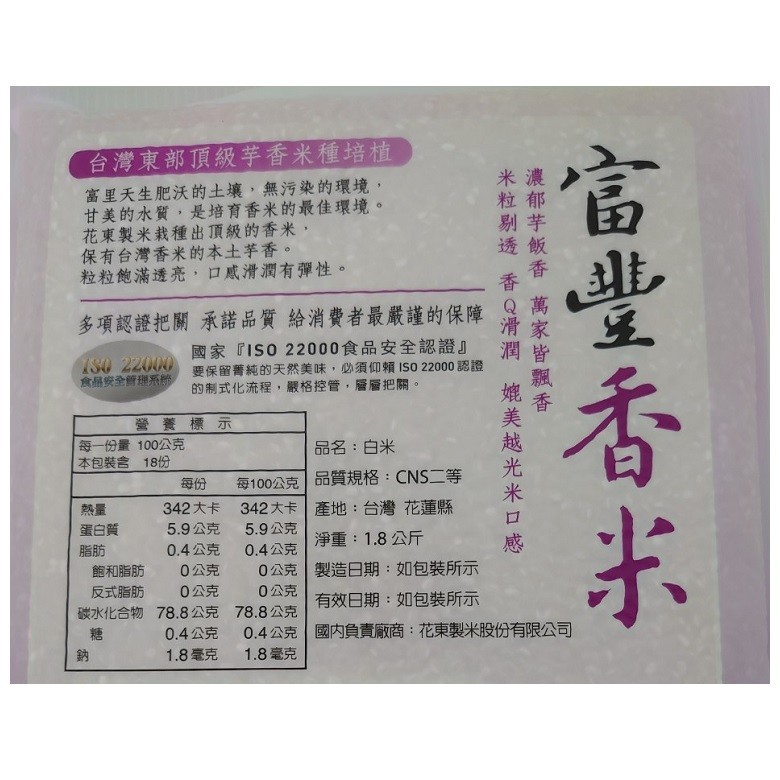 富豐香米
濃郁芋飯香 萬家皆飄香
米粒剔透 香Q滑潤 媲美越光米口感
台灣東部頂級芋香米種培植
富里天生肥沃的土壤，無污染的環境，
甘美的水質，是培育香米的最佳環境。
花東製米栽種出頂級的香米，
保有台灣香米的本土芋香。
粒粒飽滿透亮，口感滑潤有彈性。
多項認證把關 承諾品質 給消費者最嚴謹的保障
ISO 22000
食品安全管理系統
國家『ISO 22000食品安全認證』
要保留菁純的天然美味，必須仰賴 ISO 22000 認證
的制式化流程，嚴格控管，層層把關。
營養標示
每一份量 100公克
本包裝含 18份
每份 每100公克
熱量 342大卡 342大卡
蛋白質 5.9公克 5.9公克
脂肪 0.4公克 0.4公克
飽和脂肪 0公克 0公克
反式脂肪 0公克 0公克
碳水化合物 78.8公克 78.8公克
糖 0.4公克 0.4公克
鈉 1.8毫克 1.8毫克
品名：白米
品質規格：CNS二等
產地：台灣 花蓮縣
淨重：1.8公斤
製造日期：如包裝所示
有效日期：如包裝所示
國內負責廠商：花東製米股份有限公司